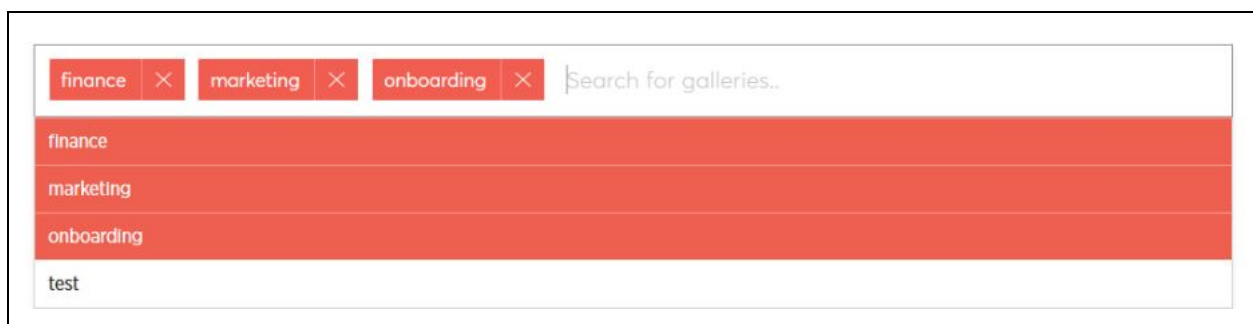 finance marketing onboarding Search for galleries..
finance
marketing
onboarding
test